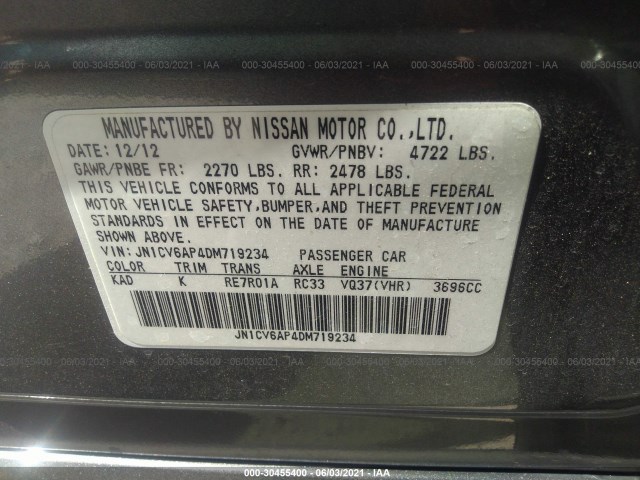 000-30455400 - 06/03/2021 - IAA
MANUFACTURED BY NISSAN MOTOR CO.,LTD.
DATE: 12/12 GVWR/PNBV: 4722 LBS.
GAWR/PNBE FR: 2270 LBS. RR: 2478 LBS.
THIS VEHICLE CONFORMS TO ALL APPLICABLE FEDERAL
MOTOR VEHICLE SAFETY,BUMPER,AND THEFT PREVENTION
STANDARDS IN EFFECT ON THE DATE OF MANUFACTURE
SHOWN ABOVE.
VIN: JN1CV6AP4DM719234 PASSENGER CAR
COLOR TRIM TRANS AXLE ENGINE
KAD K RE7R01A RC33 VQ37(VHR) 3696CC
JN1CV6AP4DM719234
000-30455400 - 06/03/2021 - IAA